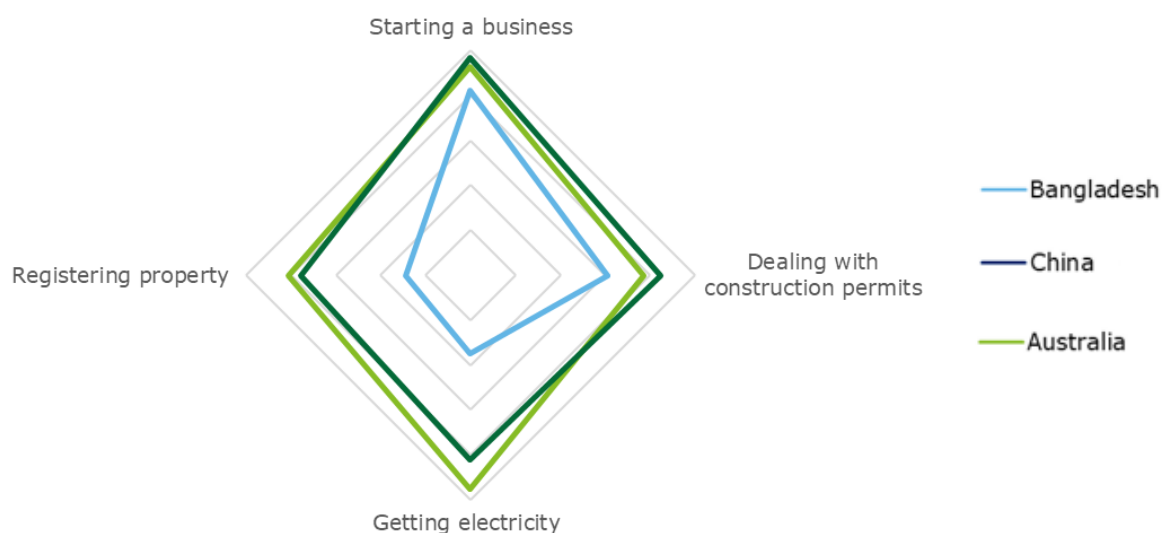 Starting a business
Registering property
Dealing with
construction permits
Getting electricity
Bangladesh
China
Australia